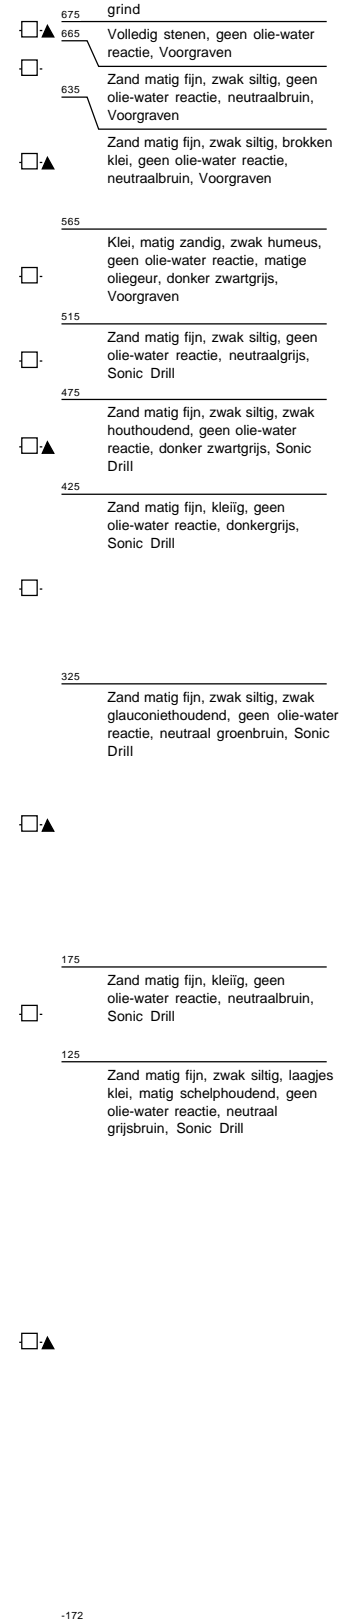 grind
675
665
Volledig stenen, geen olie-water
reactie, Voorgraven
Zand matig fijn, zwak siltig, geen
olie-water reactie, neutraalbruin,
Voorgraven
635
Zand matig fijn, zwak siltig, brokken
klei, geen olie-water reactie,
neutraalbruin, Voorgraven
565
Klei, matig zandig, zwak humeus,
geen olie-water reactie, matige
oliegeur, donker zwartgrijs,
Voorgraven
515
Zand matig fijn, zwak siltig, geen
olie-water reactie, neutraalgrijs,
Sonic Drill
475
Zand matig fijn, zwak siltig, zwak
houthoudend, geen olie-water
reactie, donker zwartgrijs, Sonic
Drill
425
Zand matig fijn, kleiïg, geen
olie-water reactie, donkergrijs,
Sonic Drill
325
Zand matig fijn, zwak siltig, zwak
glauconiethoudend, geen olie-water
reactie, neutraal groenbruin, Sonic
Drill
175
Zand matig fijn, kleiïg, geen
olie-water reactie, neutraalbruin,
Sonic Drill
125
Zand matig fijn, zwak siltig, laagjes
klei, matig schelphoudend, geen
olie-water reactie, neutraal
grijsbruin, Sonic Drill
-172